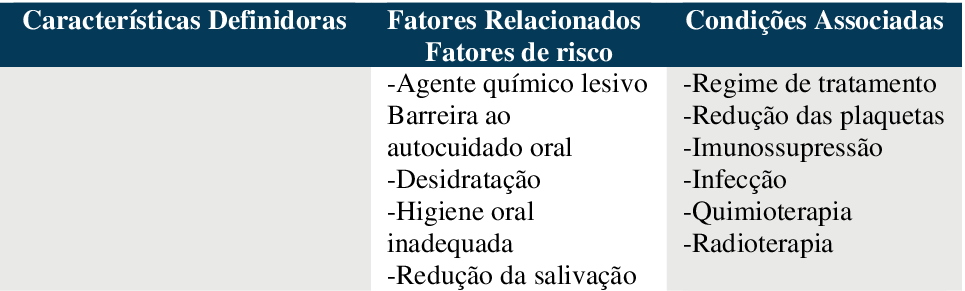 Características Definidoras
Fatores Relacionados
Fatores de risco
Condições Associadas
-Agente químico lesivo
Barreira ao
autocuidado oral
-Desidratação
-Higiene oral
inadequada
-Redução da salivação
-Regime de tratamento
-Redução das plaquetas
-Imunossupressão
-Infecção
-Quimioterapia
-Radioterapia